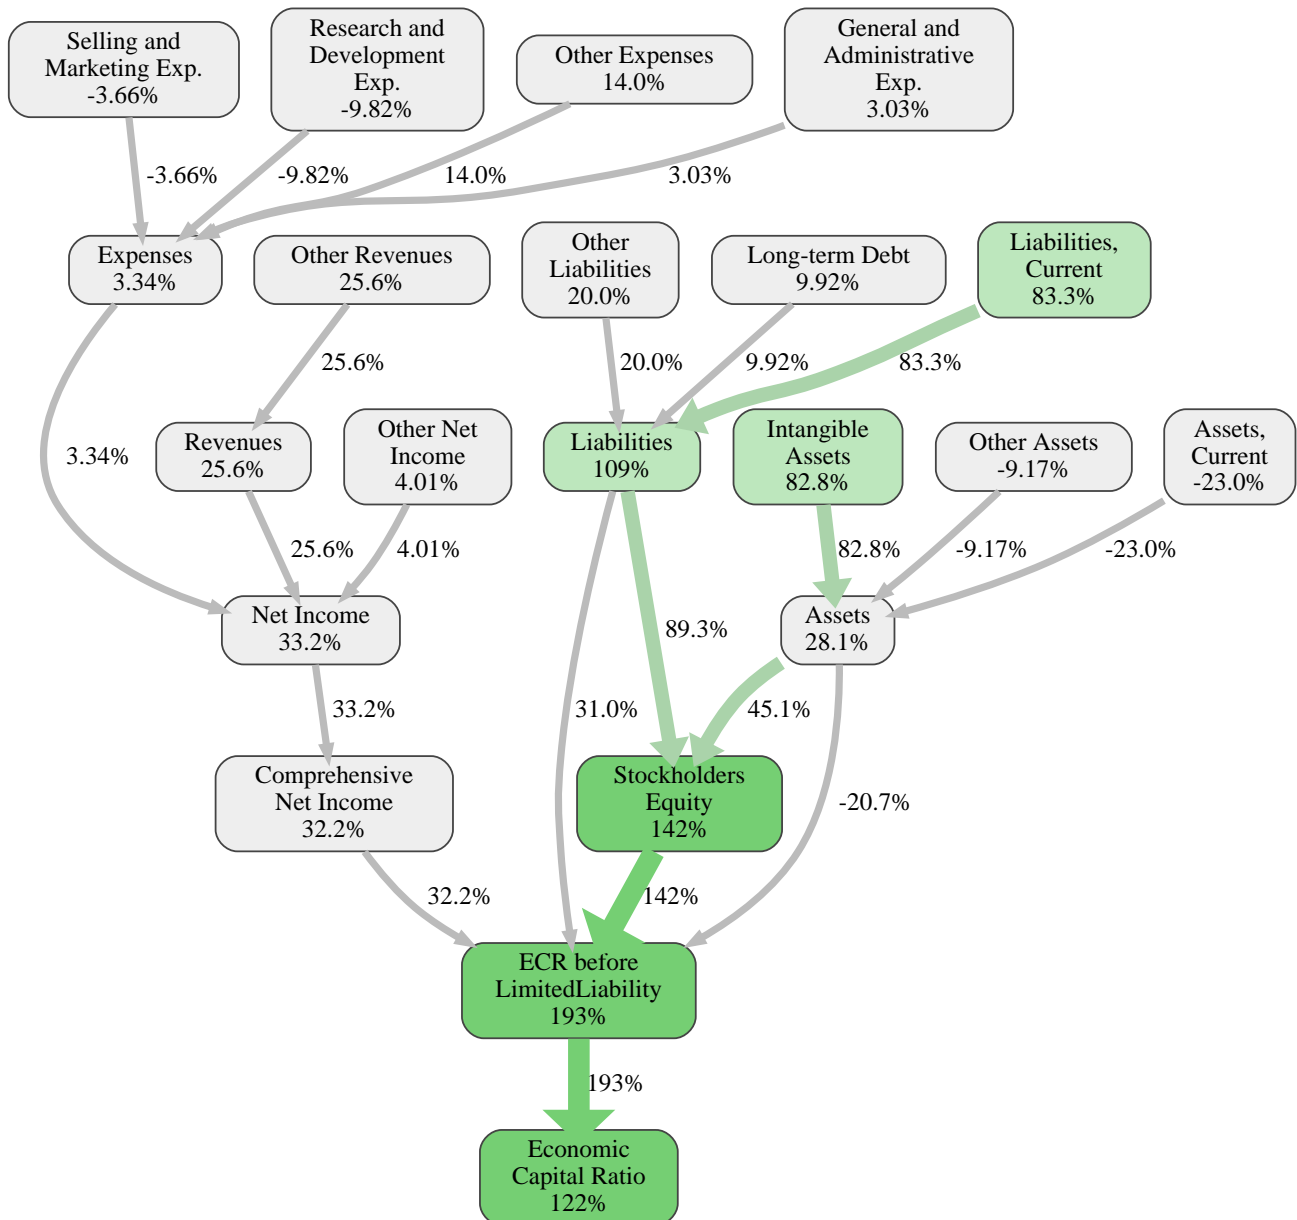 Selling and
Marketing Exp.
-3.66%
Research and
Development
Exp.
-9.82%
Other Expenses
14.0%
General and
Administrative
Exp.
3.03%
-3.66%
-9.82%
14.0%
3.03%
Expenses
3.34%
Other Revenues
25.6%
Other
Liabilities
20.0%
Long-term Debt
9.92%
Liabilities,
Current
83.3%
25.6%
20.0%
9.92%
83.3%
3.34%
Revenues
25.6%
Other Net
Income
4.01%
Liabilities
109%
Intangible
Assets
82.8%
Other Assets
-9.17%
Assets,
Current
-23.0%
25.6%
4.01%
82.8%
-9.17%
-23.0%
Net Income
33.2%
89.3%
Assets
28.1%
33.2%
31.0%
45.1%
Comprehensive
Net Income
32.2%
Stockholders
Equity
142%
-20.7%
32.2%
142%
ECR before
LimitedLiability
193%
193%
Economic
Capital Ratio
122%